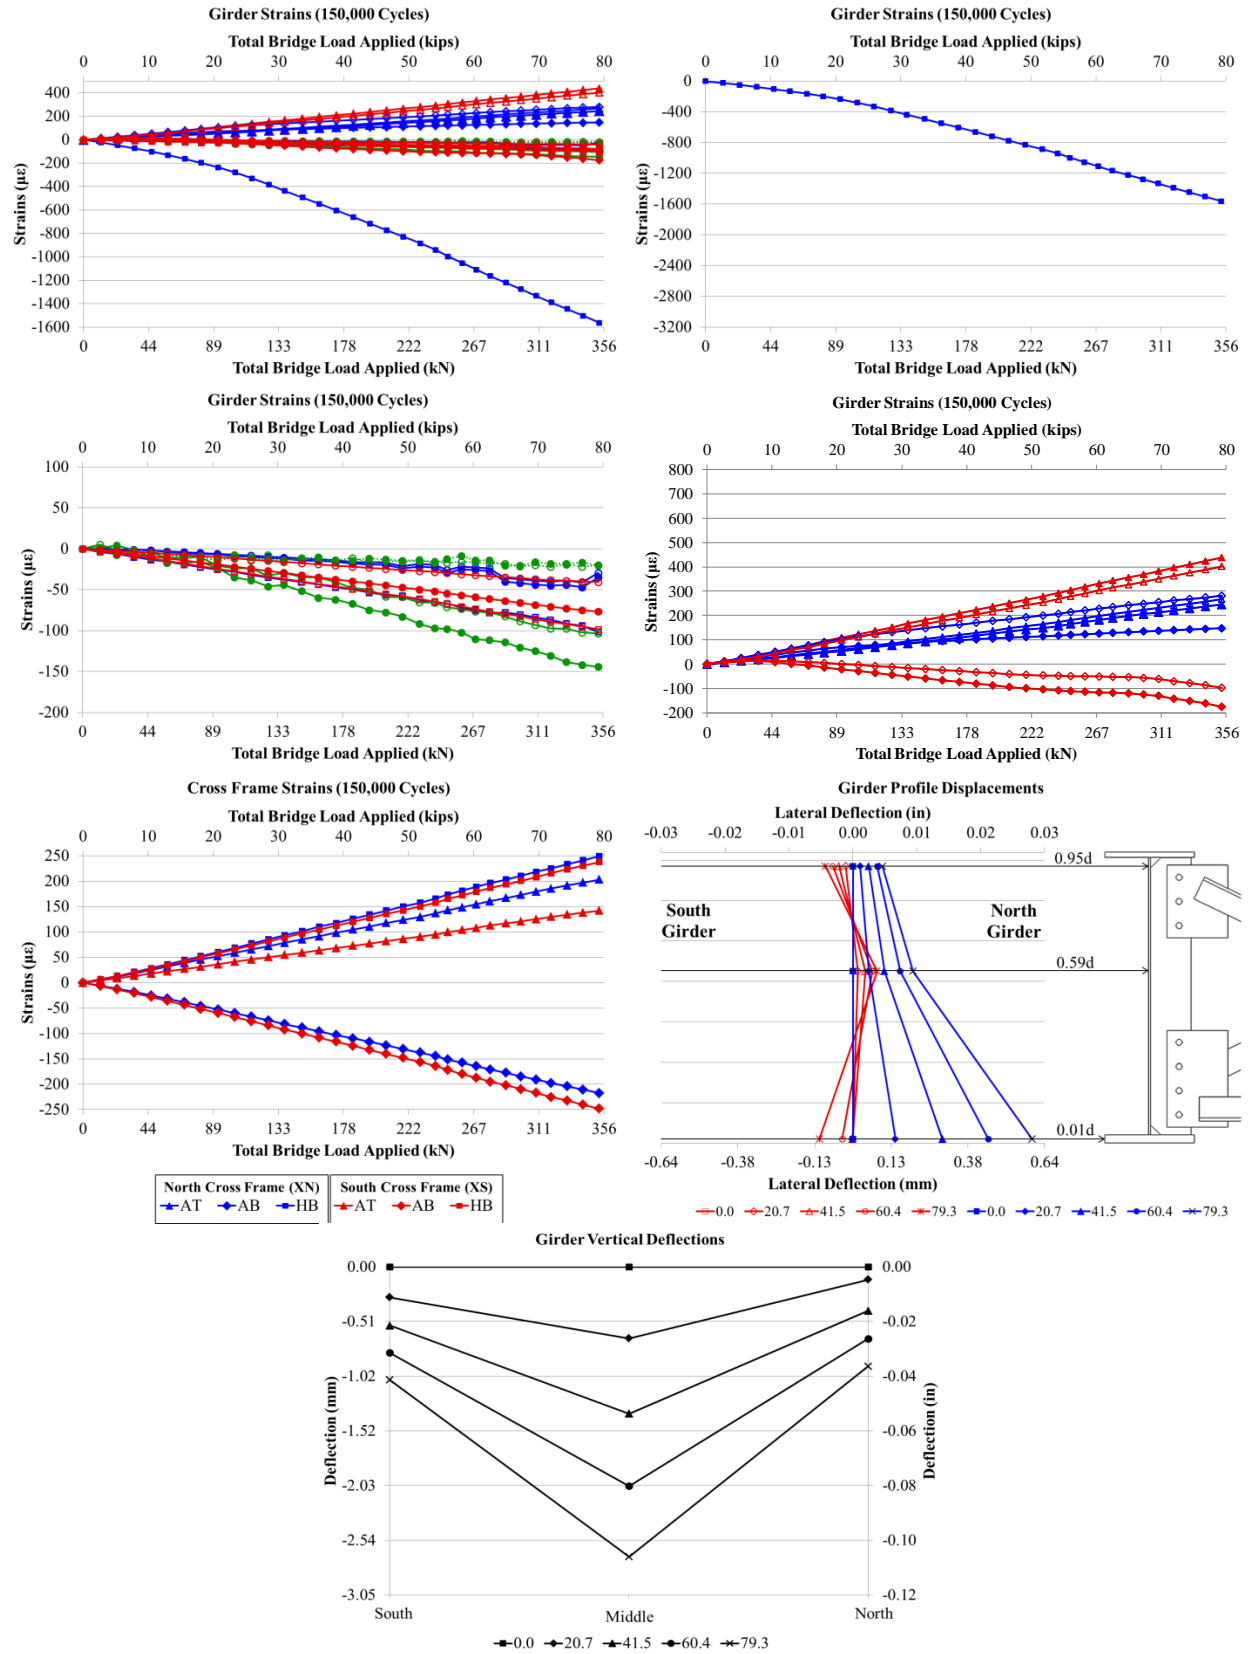 Girder Strains (150,000 Cycles)
Total Bridge Load Applied (kips)
0 10 20 30 40 50 60 70 80
400
200
0
-200
-400
-600
-800
-1000
-1200
-1400
-1600
Strains (µε)
0 44 89 133 178 222 267 311 356
Total Bridge Load Applied (kN)
Girder Strains (150,000 Cycles)
Total Bridge Load Applied (kips)
0 10 20 30 40 50 60 70 80
0
-400
-800
-1200
-1600
-2000
-2400
-2800
-3200
Strains (µε)
0 44 89 133 178 222 267 311 356
Total Bridge Load Applied (kN)
Girder Strains (150,000 Cycles)
Total Bridge Load Applied (kips)
0 10 20 30 40 50 60 70 80
100
50
0
-50
-100
-150
-200
Strains (µε)
0 44 89 133 178 222 267 311 356
Total Bridge Load Applied (kN)
Girder Strains (150,000 Cycles)
Total Bridge Load Applied (kips)
0 10 20 30 40 50 60 70 80
800
700
600
500
400
300
200
100
0
-100
-200
Strains (µε)
0 44 89 133 178 222 267 311 356
Total Bridge Load Applied (kN)
Cross Frame Strains (150,000 Cycles)
Total Bridge Load Applied (kips)
0 10 20 30 40 50 60 70 80
250
200
150
100
50
0
-50
-100
-150
-200
-250
Strains (µε)
0 44 89 133 178 222 267 311 356
Total Bridge Load Applied (kN)
North Cross Frame (XN) South Cross Frame (XS)
AT AB HB AT AB HB
Girder Profile Displacements
Lateral Deflection (in)
-0.03 -0.02 -0.01 0.00 0.01 0.02 0.03
0.95d
South Girder
North Girder
0.59d
0.01d
-0.64 -0.38 -0.13 0.13 0.38 0.64
Lateral Deflection (mm)
0.0 20.7 41.5 60.4 79.3 0.0 20.7 41.5 60.4 79.3
Girder Vertical Deflections
0.00 0.00
-0.51 -0.02
-1.02 -0.04
-1.52 -0.06
-2.03 -0.08
-2.54 -0.10
-3.05 -0.12
Deflection (mm)
Deflection (in)
South Middle North
0.0 20.7 41.5 60.4 79.3